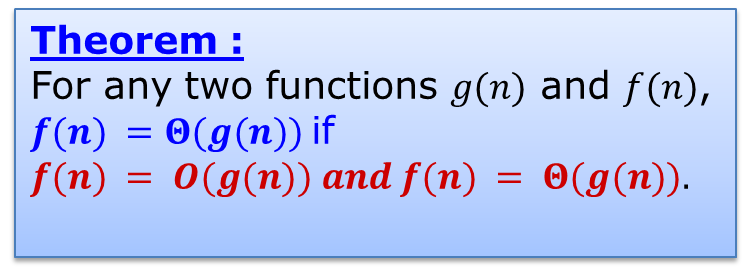 Theorem :
For any two functions g(n) and f(n),
f(n) = Θ(g(n)) if
f(n) = O(g(n)) and f(n) = Θ(g(n)).